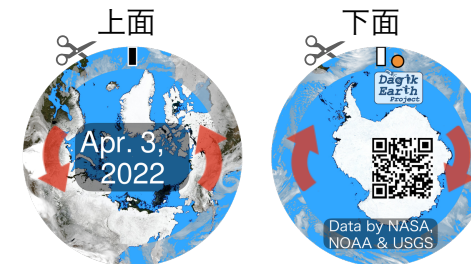 上面
下面
Apr. 3,
2022
Dagik
Earth
Project
Data by NASA,
NOAA & USGS